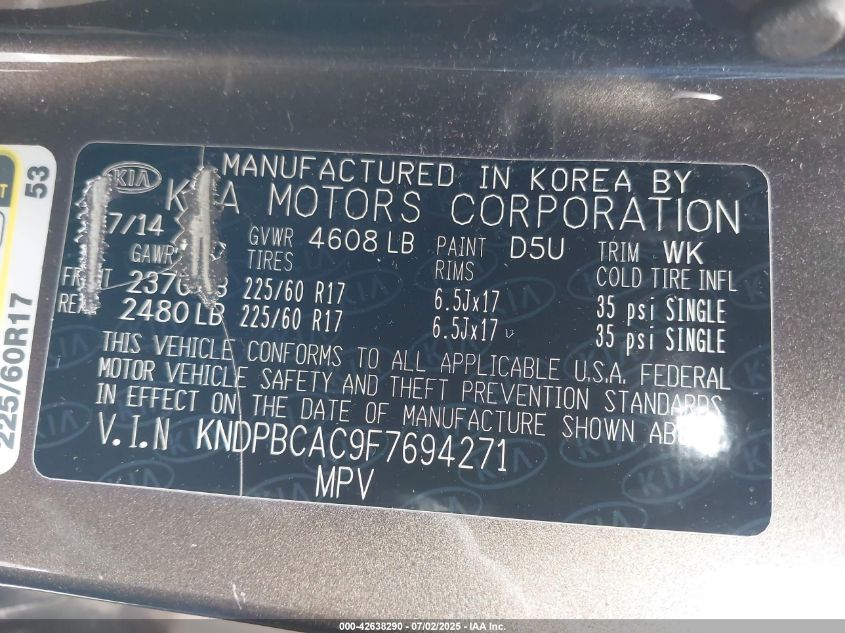 53
225/60R17
KIA
MANUFACTURED IN KOREA BY
KIA MOTORS CORPORATION
7/14 GVWR 4608 LB PAINT D5U TRIM WK
GAWR TIRES RIMS COLD TIRE INFL
225/60 R17 6.5Jx17 35 psi SINGLE
2480 LB 225/60 R17 6.5Jx17 35 psi SINGLE
THIS VEHICLE CONFORMS TO ALL APPLICABLE U.S.A. FEDERAL
MOTOR VEHICLE SAFETY AND THEFT PREVENTION STANDARDS
IN EFFECT ON THE DATE OF MANUFACTURE SHOWN
V.I.N KNDPBCAC9F7694271
MPV
000-42638290 - 07/02/2025 - IAA Inc.